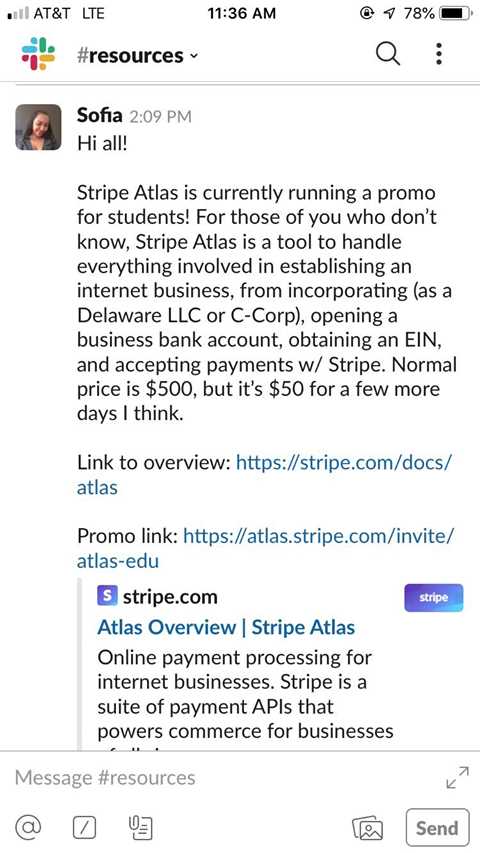 AT&T LTE 11:36 AM 78%
#resources
Sofia 2:09 PM
Hi all!
Stripe Atlas is currently running a promo
for students! For those of you who don't
know, Stripe Atlas is a tool to handle
everything involved in establishing an
internet business, from incorporating (as a
Delaware LLC or C-Corp), opening a
business bank account, obtaining an EIN,
and accepting payments w/ Stripe. Normal
price is $500, but it's $50 for a few more
days I think.
Link to overview: https://stripe.com/docs/
atlas
Promo link: https://atlas.stripe.com/invite/
atlas-edu
S stripe.com
stripe
Atlas Overview | Stripe Atlas
Online payment processing for
internet businesses. Stripe is a
suite of payment APIs that
powers commerce for businesses
Message #resources
Send